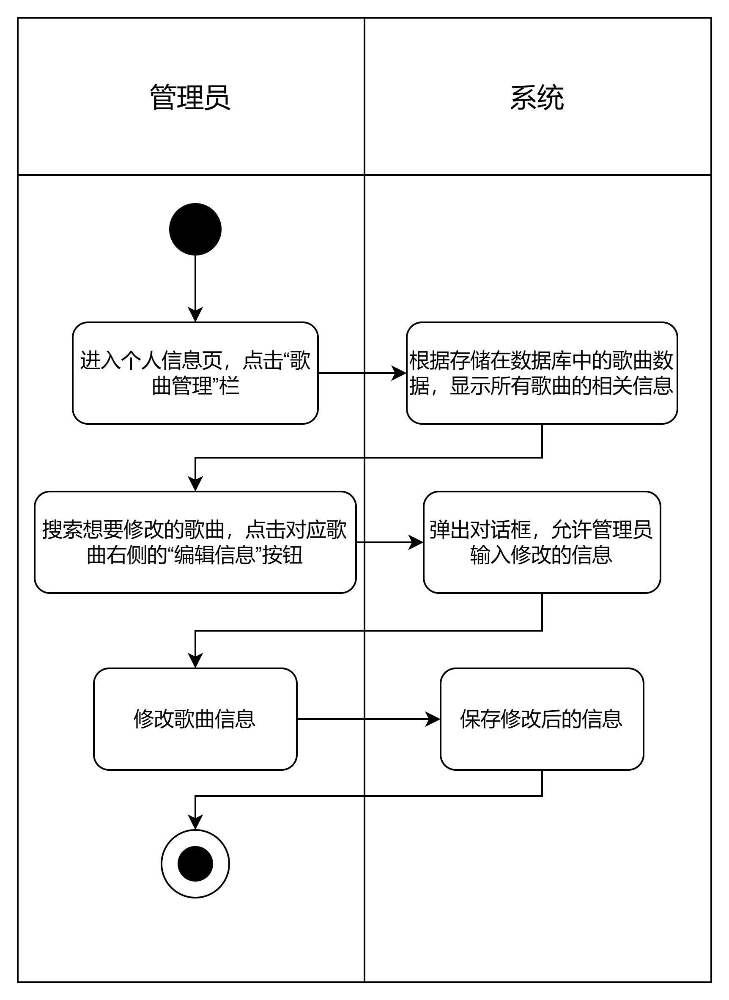 管理员
系统
进入个人信息页，点击“歌
曲管理”栏
根据存储在数据库中的歌曲数
据，显示所有歌曲的相关信息
搜索想要修改的歌曲，点击对应歌
曲右侧的“编辑信息”按钮
弹出对话框，允许管理员
输入修改的信息
修改歌曲信息
保存修改后的信息